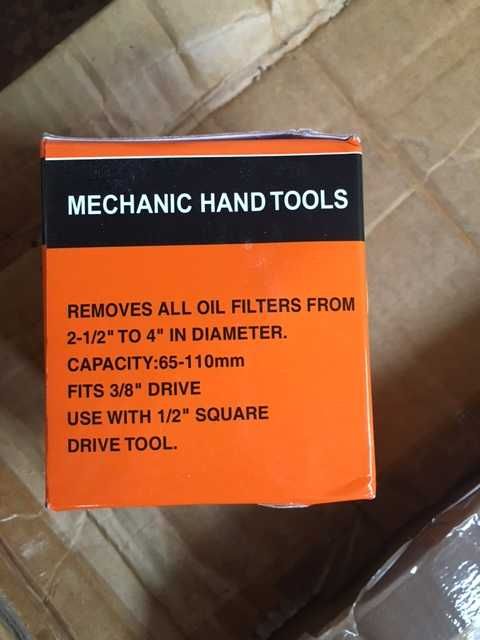 MECHANIC HAND TOOLS
REMOVES ALL OIL FILTERS FROM
2-1/2" TO 4" IN DIAMETER.
CAPACITY:65-110mm
FITS 3/8" DRIVE
USE WITH 1/2" SQUARE
DRIVE TOOL.